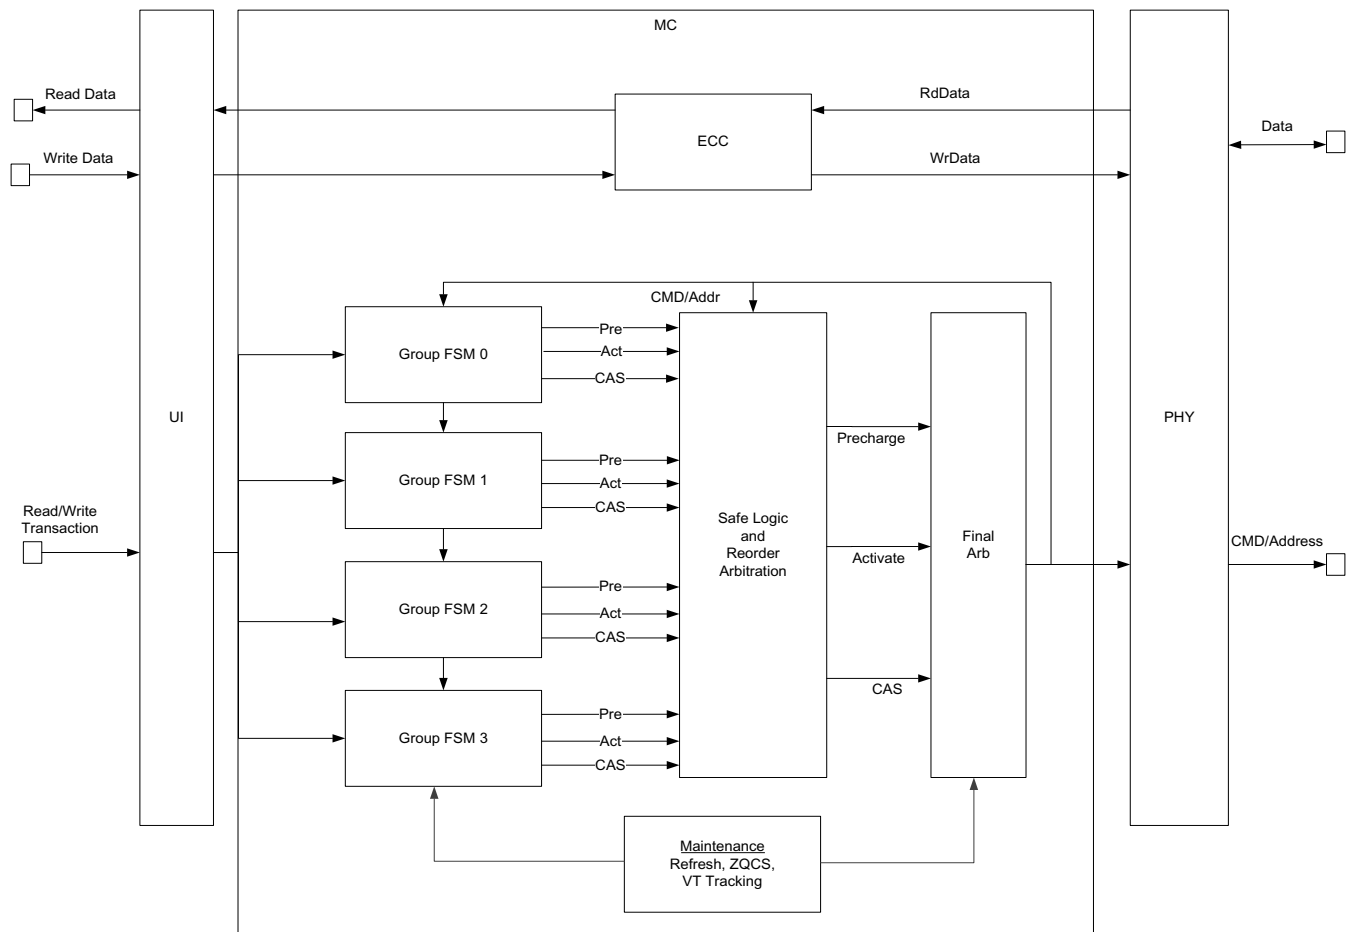 MC
Read Data
RdData
Data
ECC
Write Data
WrData
CMD/Addr
Pre
Group FSM 0
Act
CAS
UI
PHY
Precharge
Pre
Group FSM 1
Act
CAS
Read/Write
Transaction
Safe Logic
and
Reorder
Arbitration
Final
Arb
CMD/Address
Activate
Pre
Group FSM 2
Act
CAS
CAS
Pre
Group FSM 3
Act
CAS
Maintenance
Refresh, ZQCS,
VT Tracking